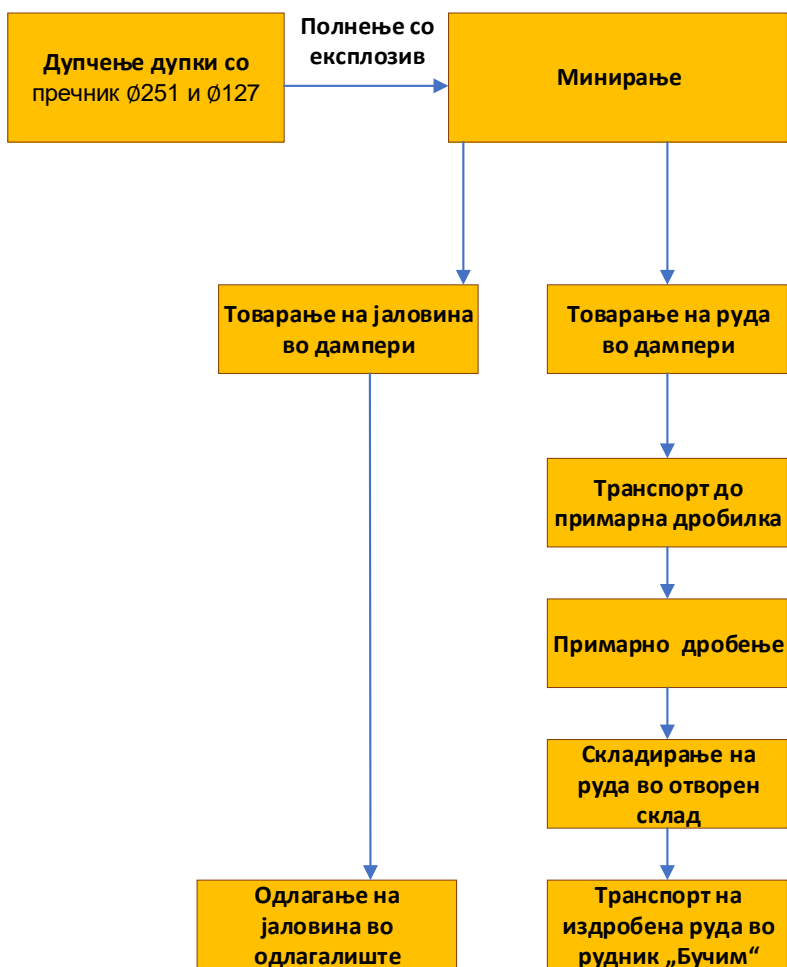 Дупчење дупки со
пречник ∅251 и ∅127
Полнење со
експлозив
Минирање
Товарање на јаловина
во дампери
Товарање на руда
во дампери
Транспорт до
примарна дробилка
Примарно дробење
Складирање на
руда во отворен
склад
Одлагање на
јаловина во
одлагалиште
Транспорт на
издробена руда во
рудник „Бучим“